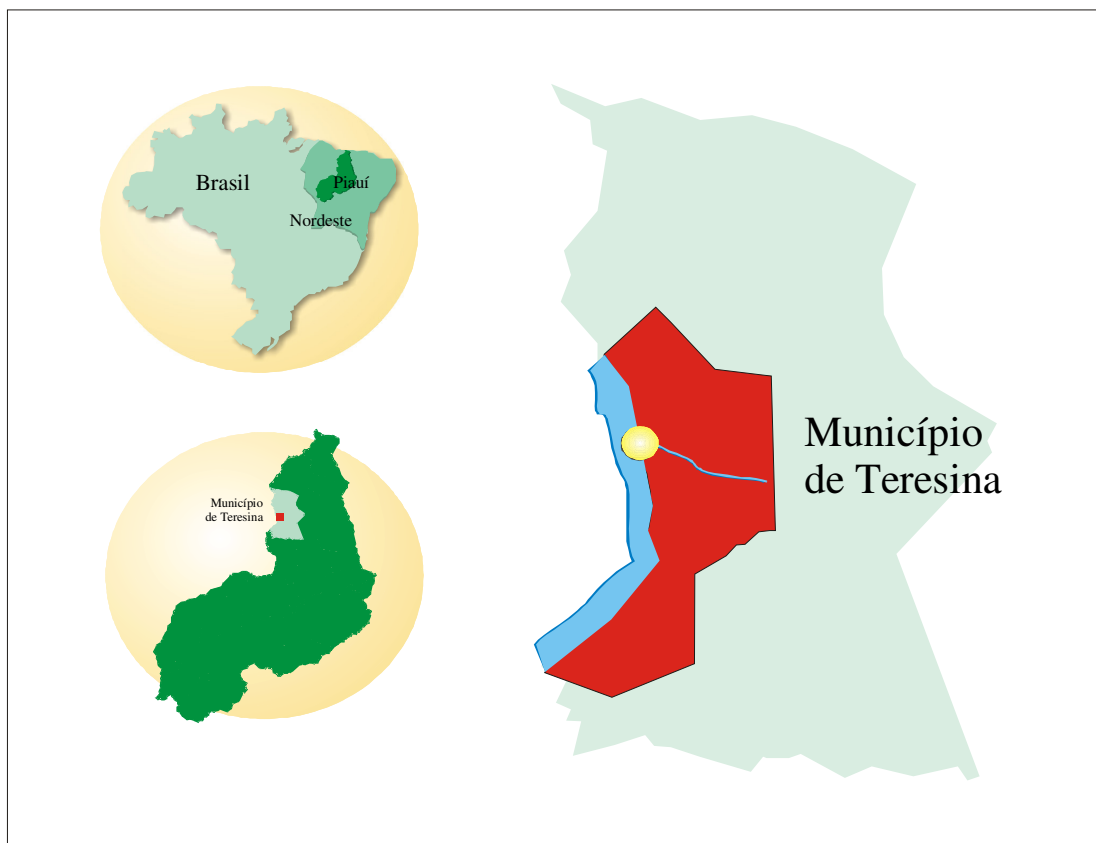 Brasil
Piauí
Nordeste
Município
de Teresina
Município
de Teresina